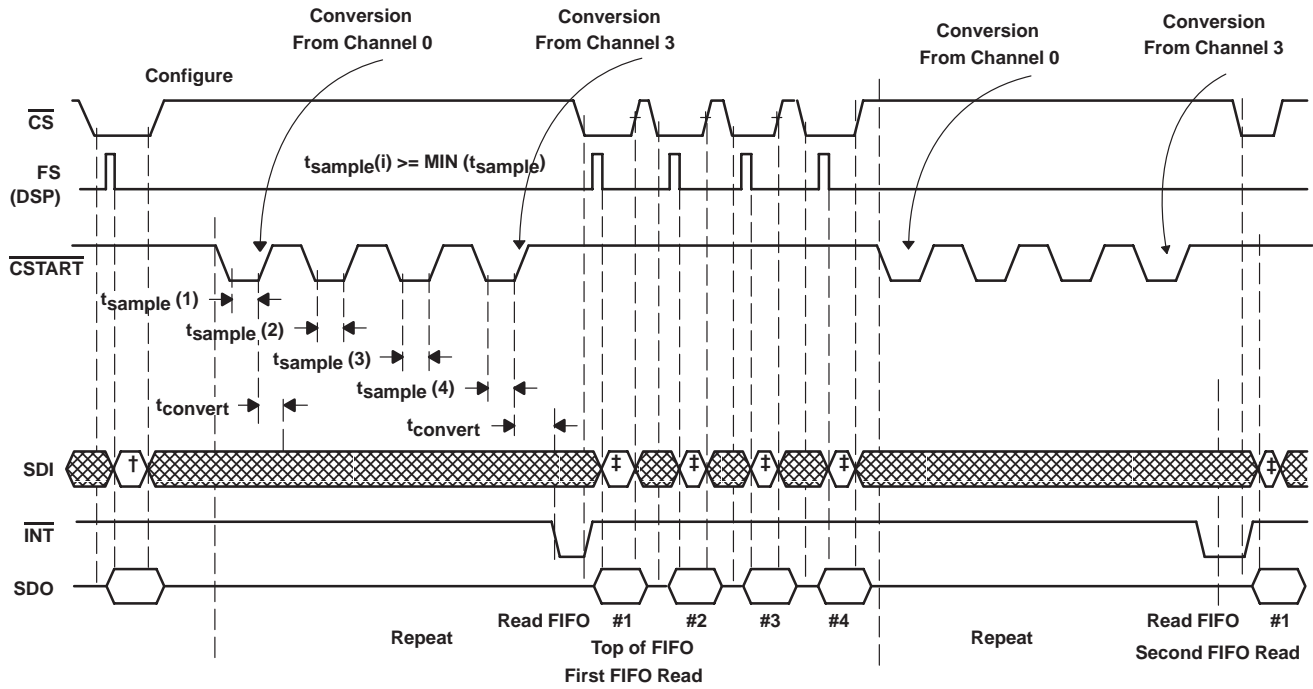 Conversion
From Channel 0
Conversion
From Channel 3
Conversion
From Channel 0
Conversion
From Channel 3
Configure
CS
FS
(DSP)
tsample(i) >= MIN (tsample)
CSTART
tsample (1)
tsample (2)
tsample (3)
tsample (4)
tconvert
tconvert
SDI
†
‡
‡
‡
‡
‡
INT
SDO
Repeat
Read FIFO
#1
#2
#3
#4
Top of FIFO
First FIFO Read
Repeat
Read FIFO
#1
Second FIFO Read